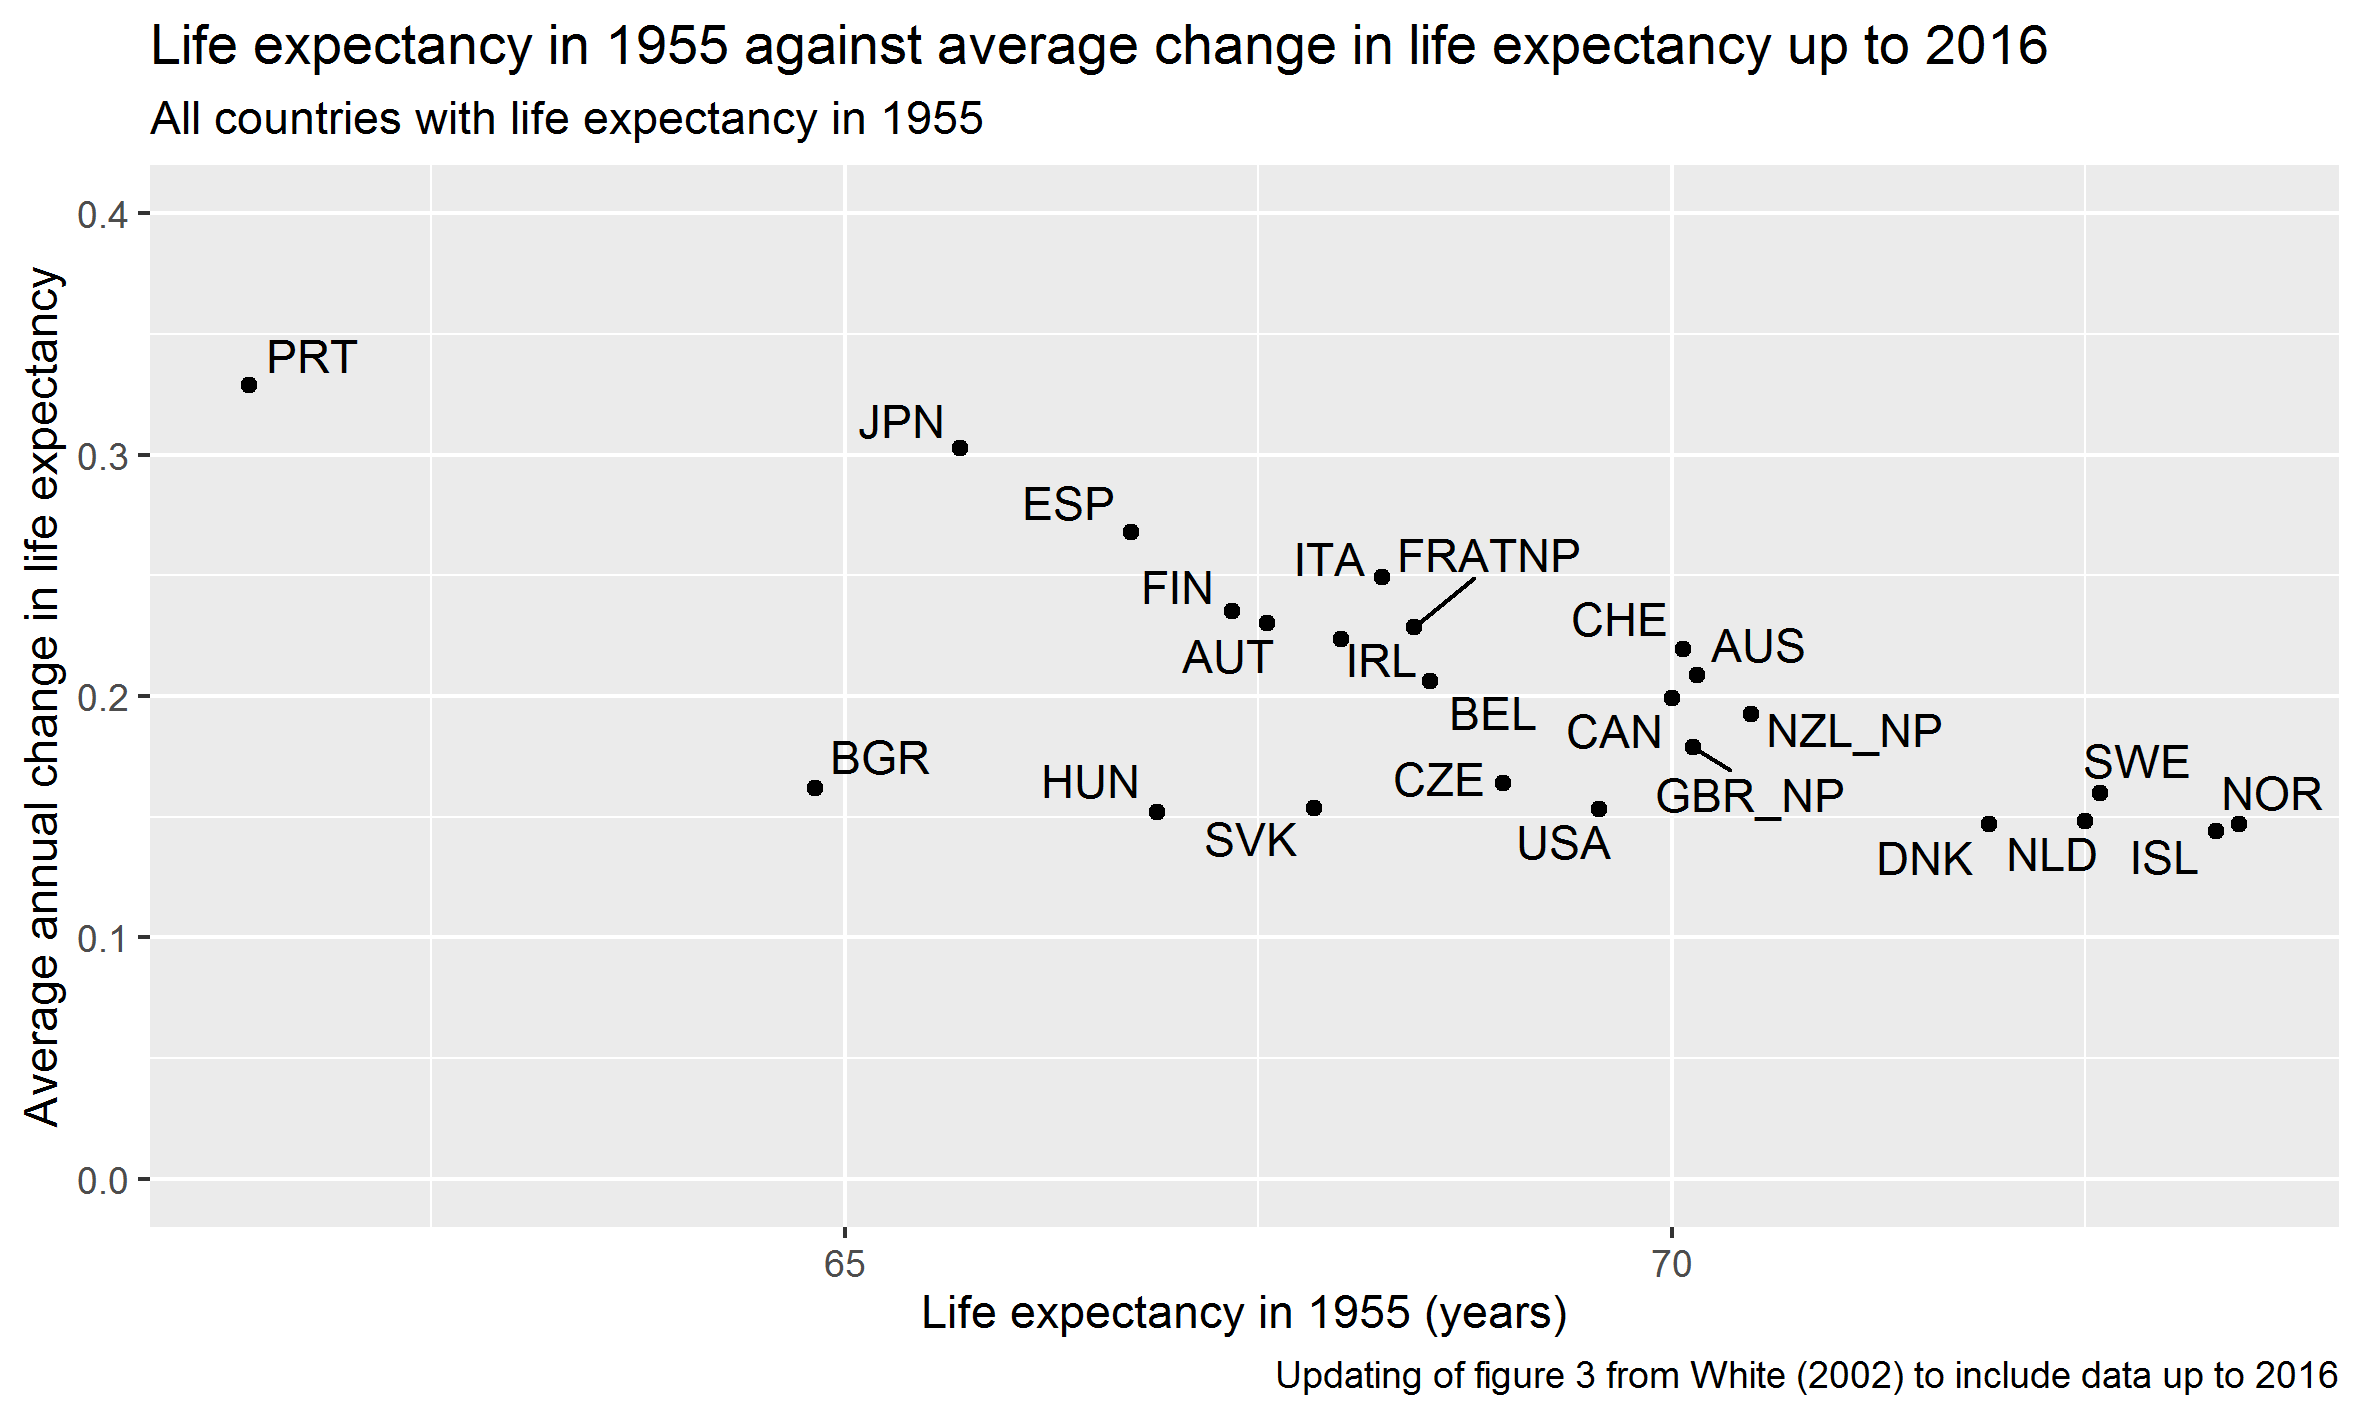 Life expectancy in 1955 against average change in life expectancy up to 2016
All countries with life expectancy in 1955
Average annual change in life expectancy
0.4
0.3
0.2
0.1
0.0
PRT
JPN
ESP
ITA
FRATNP
FIN
CHE
AUS
AUT
IRL
BEL
CAN
NZL_NP
BGR
HUN
CZE
SWE
GBR_NP
NOR
SVK
USA
DNK
NLD
ISL
65
70
Life expectancy in 1955 (years)
Updating of figure 3 from White (2002) to include data up to 2016